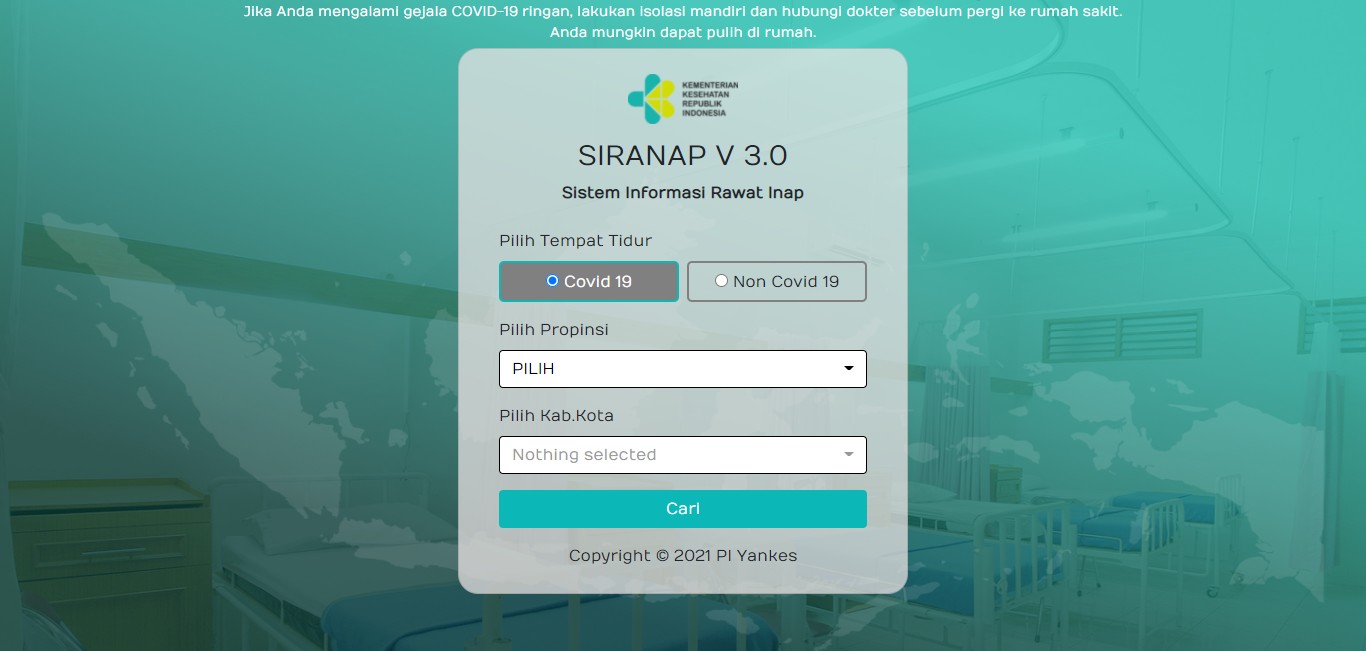 Jika Anda mengalami gejala COVID-19 ringan, lakukan isolasi mandiri dan hubungi dokter sebelum pergi ke rumah sakit.
Anda mungkin dapat pulih di rumah.
KEMENTERIAN
KESEHATAN
REPUBLIK
INDONESIA
SIRANAP V 3.0
Sistem Informasi Rawat Inap
Pilih Tempat Tidur
Covid 19
Non Covid 19
Pilih Propinsi
PILIH
Pilih Kab.Kota
Nothing selected
Cari
Copyright © 2021 PI Yankes